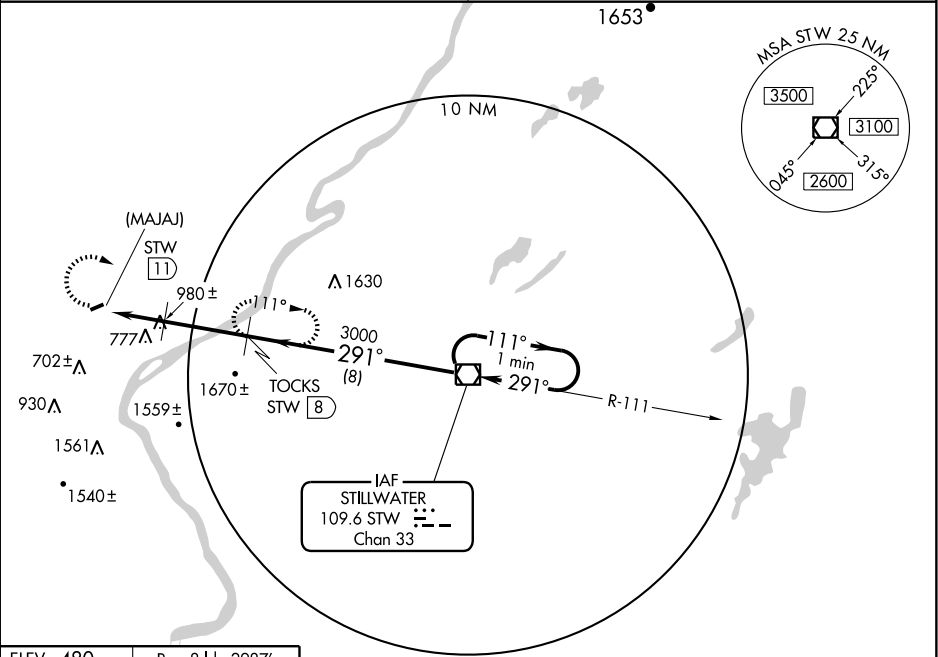 1653
MSA STW 25 NM
225°
3500
3100
045°
315°
2600
10 NM
(MAJAJ)
STW
11
980±
1630
111°
777
3000
291°
(8)
111°
1 min
291°
702±
1670±
TOCKS
STW 8
R-111
930
1559±
1561
1540±
IAF
STILLWATER
109.6 STW
Chan 33